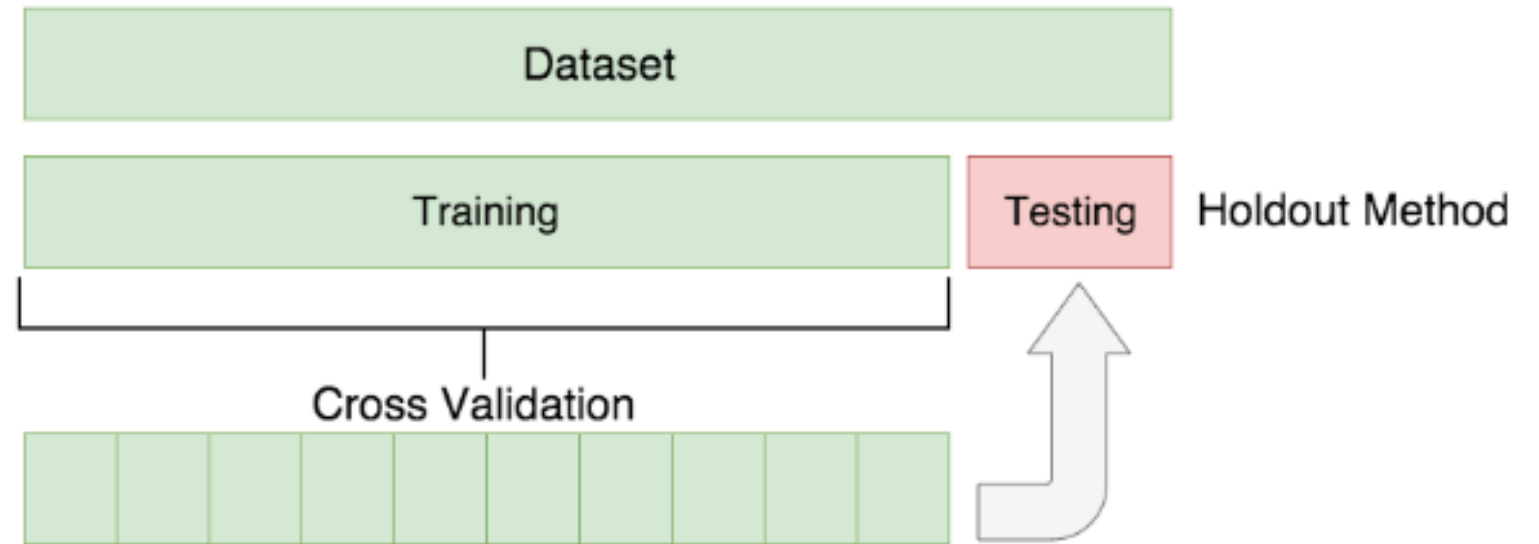 Dataset
Training
Testing
Holdout Method
Cross Validation